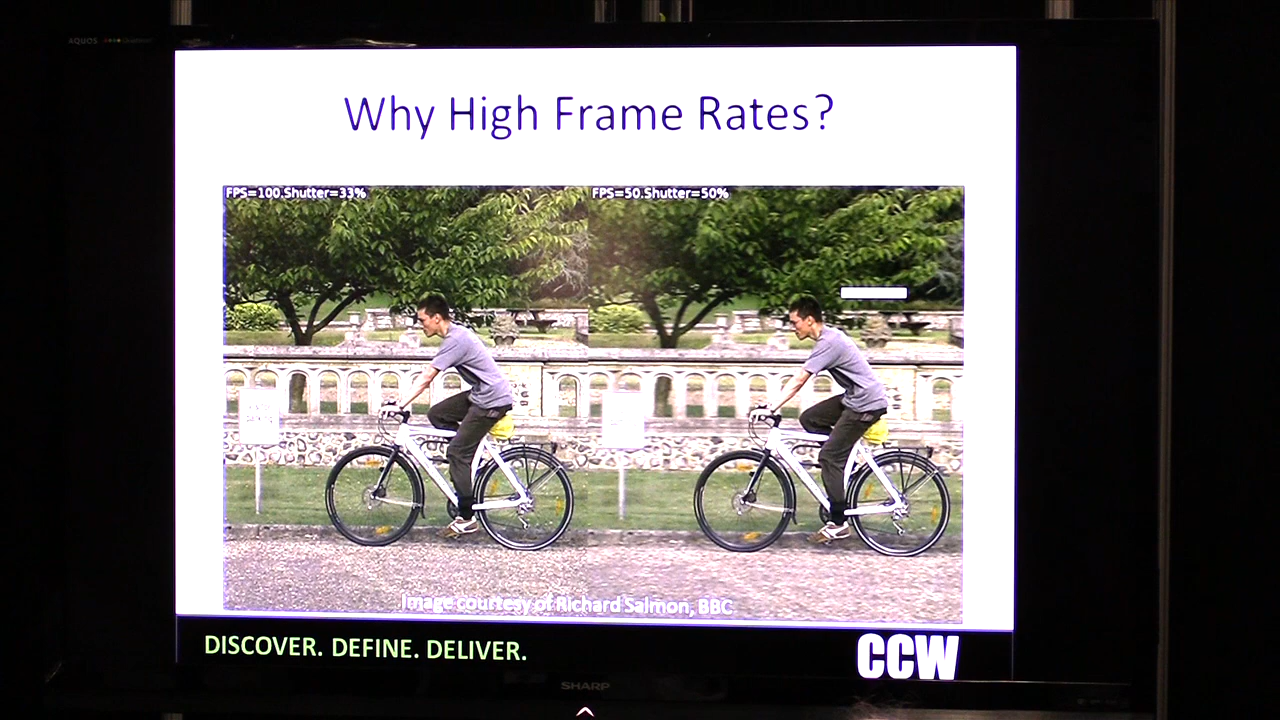 AQUOS
Why High Frame Rates?
FPS=100.Shutter=33%
FPS=50.Shutter=50%
Image courtesy of Richard Salmon, BBC
DISCOVER. DEFINE. DELIVER.
CCW
SHARP